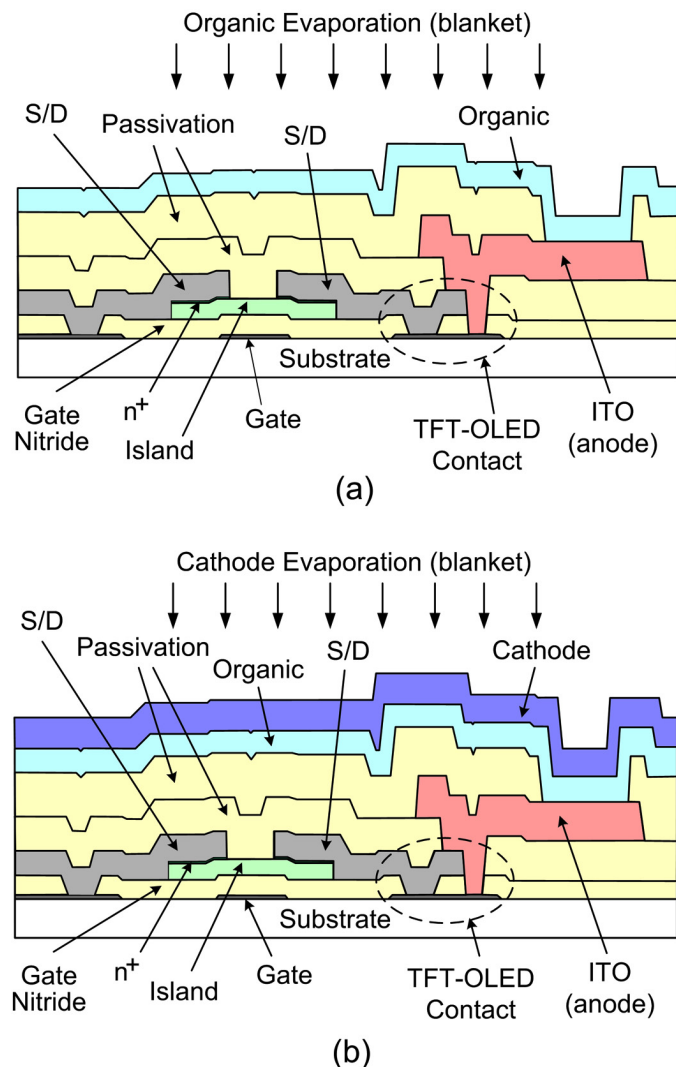 Organic Evaporation (blanket)
S/D
Passivation
S/D
Organic
Substrate
Gate
Nitride
n+
Island
Gate
TFT-OLED
Contact
ITO
(anode)
(a)
Cathode Evaporation (blanket)
S/D
Passivation
Organic
S/D
Cathode
Substrate
Gate
Nitride
n+
Island
Gate
TFT-OLED
Contact
ITO
(anode)
(b)